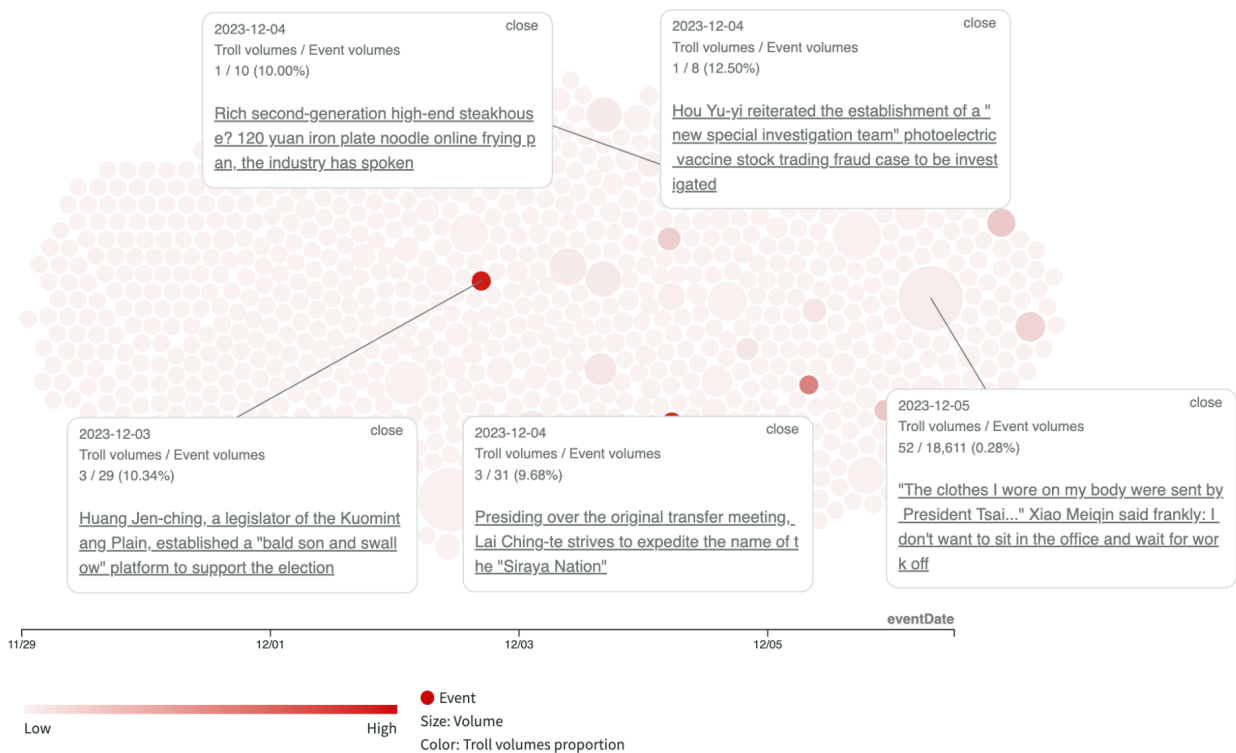 2023-12-04
close
Troll volumes / Event volumes
1 / 10 (10.00%)
Rich second-generation high-end steakhous
e? 120 yuan iron plate noodle online frying p
an, the industry has spoken
2023-12-04
close
Troll volumes / Event volumes
1 / 8 (12.50%)
Hou Yu-yi reiterated the establishment of a "
new special investigation team" photoelectric
vaccine stock trading fraud case to be invest
igated
2023-12-03
close
Troll volumes / Event volumes
3 / 29 (10.34%)
Huang Jen-ching, a legislator of the Kuomint
ang Plain, established a "bald son and swall
ow" platform to support the election
2023-12-04
close
Troll volumes / Event volumes
3 / 31 (9.68%)
Presiding over the original transfer meeting,
Lai Ching-te strives to expedite the name of t
he "Siraya Nation"
2023-12-05
close
Troll volumes / Event volumes
52 / 18,611 (0.28%)
"The clothes I wore on my body were sent by
President Tsai..." Xiao Meiqin said frankly: I
don't want to sit in the office and wait for wor
k off
eventDate
11/29
12/01
12/03
12/05
Low
High
Event
Size: Volume
Color: Troll volumes proportion